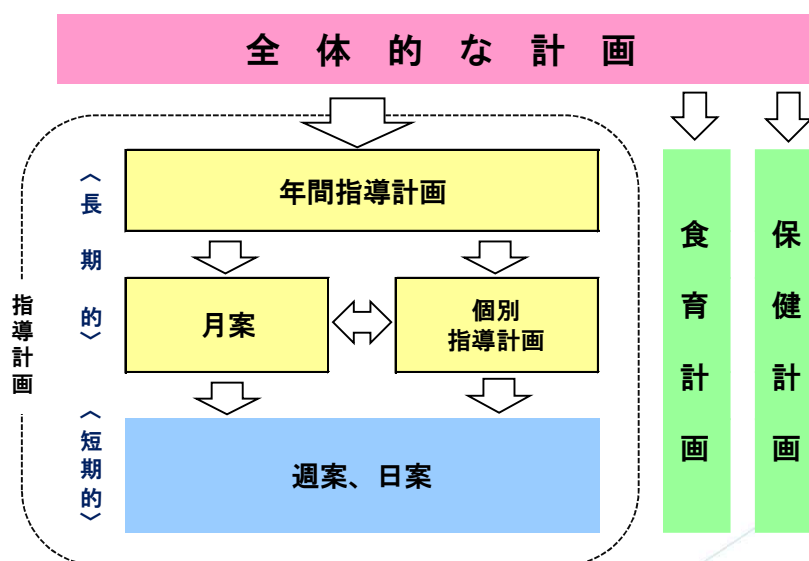 全体的な計画
指導計画
〈長期的〉
年間指導計画
月案
個別
指導計画
〈短期的〉
週案、日案
食育計画
保健計画